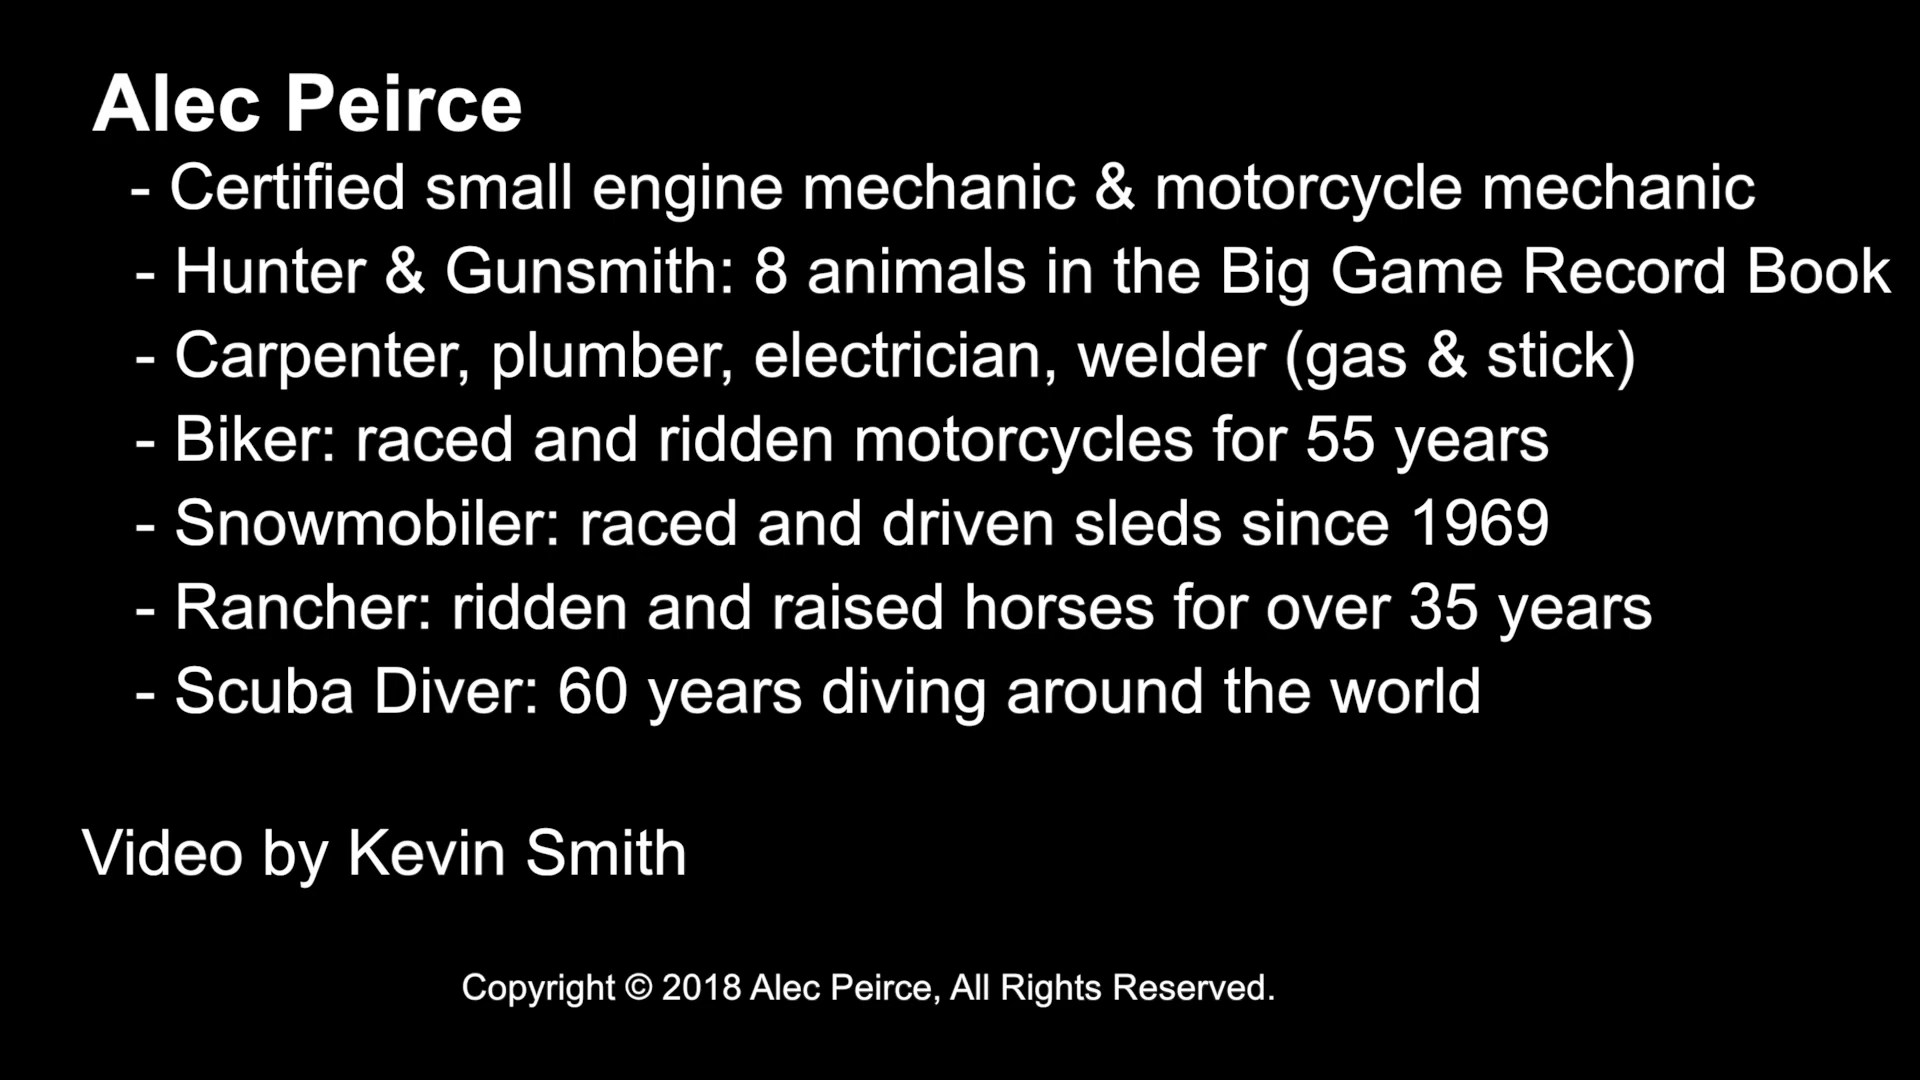 Alec Peirce
- Certified small engine mechanic & motorcycle mechanic
- Hunter & Gunsmith: 8 animals in the Big Game Record Book
- Carpenter, plumber, electrician, welder (gas & stick)
- Biker: raced and ridden motorcycles for 55 years
- Snowmobiler: raced and driven sleds since 1969
- Rancher: ridden and raised horses for over 35 years
- Scuba Diver: 60 years diving around the world
Video by Kevin Smith
Copyright © 2018 Alec Peirce, All Rights Reserved.